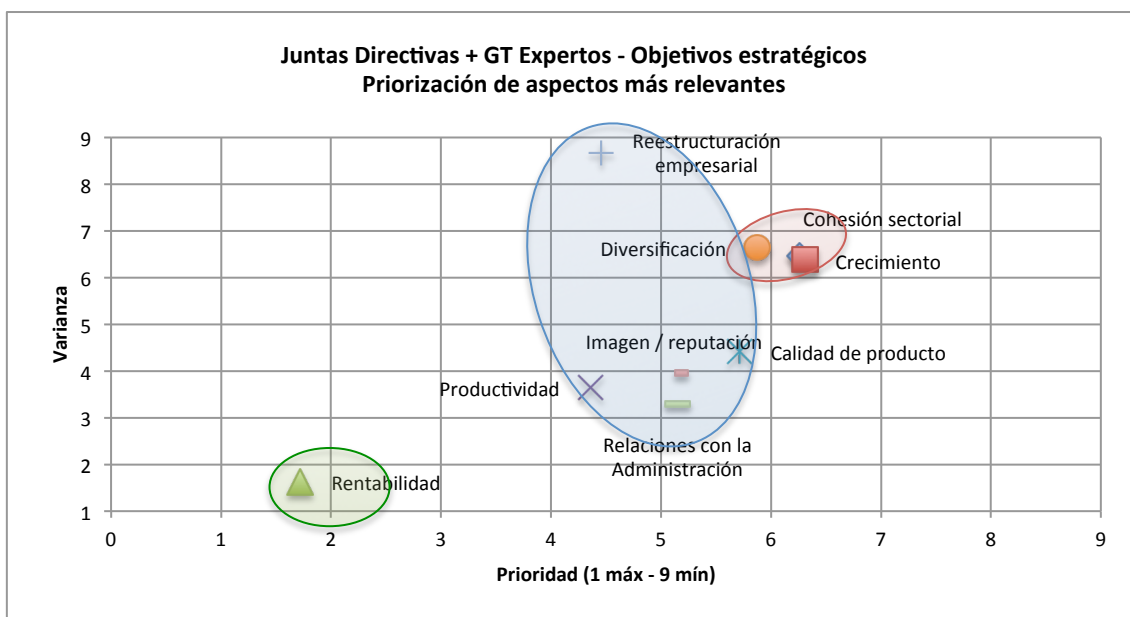 Juntas Directivas + GT Expertos - Objetivos estratégicos
Priorización de aspectos más relevantes
9
8
7
6
5
4
3
2
1
Varianza
Reestructuración
empresarial
Cohesión sectorial
Diversificación
Crecimiento
Imagen / reputación
Calidad de producto
Productividad
Relaciones con la
Administración
Rentabilidad
0 1 2 3 4 5 6 7 8 9
Prioridad (1 máx - 9 mín)